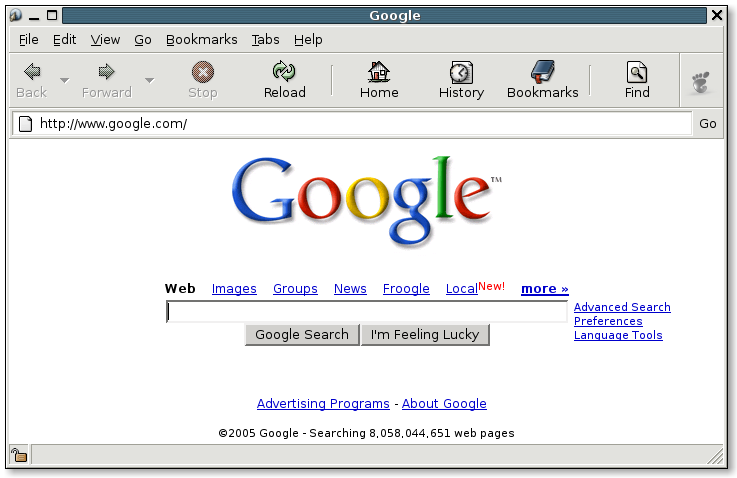 Google
File Edit View Go Bookmarks Tabs Help
Back Forward Stop Reload Home History Bookmarks Find
http://www.google.com/ Go
Google™
Web Images Groups News Froogle Local New! more »
Advanced Search
Preferences
Language Tools
Google Search I'm Feeling Lucky
Advertising Programs - About Google
©2005 Google - Searching 8,058,044,651 web pages